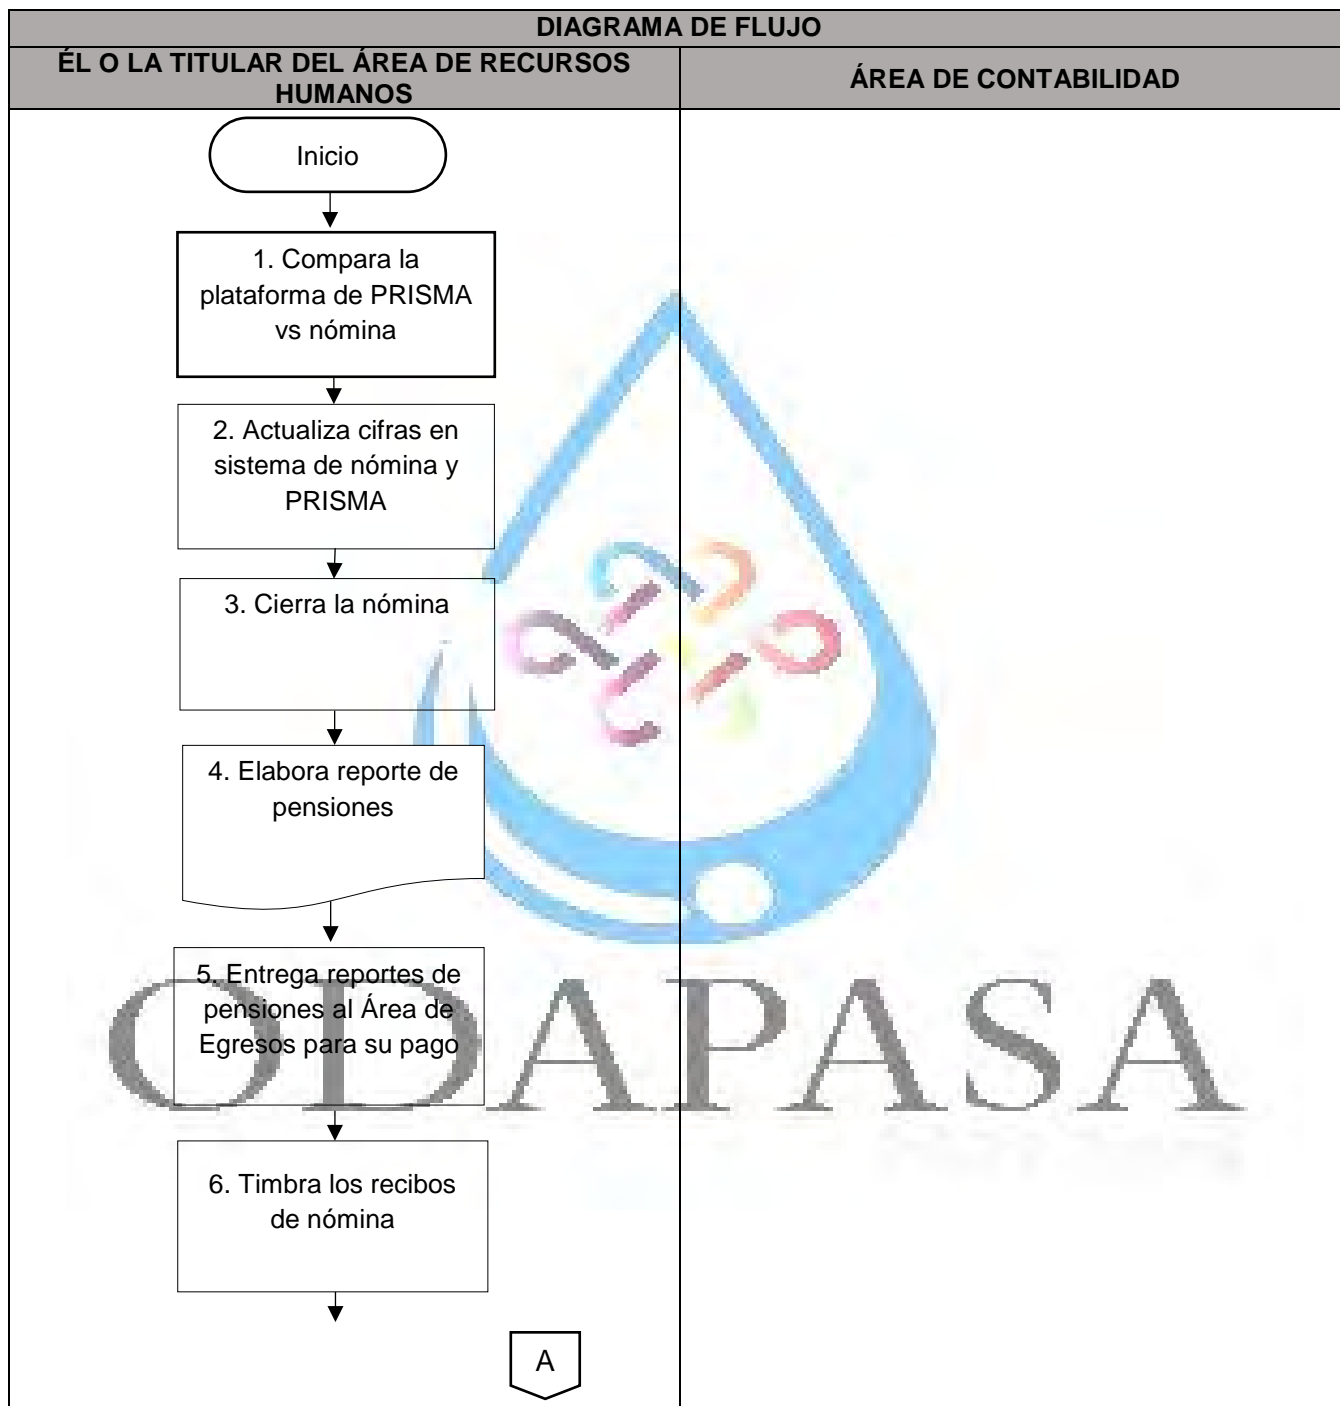 DIAGRAMA DE FLUJO
ÉL O LA TITULAR DEL ÁREA DE RECURSOS
HUMANOS
ÁREA DE CONTABILIDAD
Inicio
1. Compara la
plataforma de PRISMA
vs nómina
2. Actualiza cifras en
sistema de nómina y
PRISMA
3. Cierra la nómina
4. Elabora reporte de
pensiones
5. Entrega reportes de
pensiones al Área de
Egresos para su pago
ODAPASA
6. Timbra los recibos
de nómina
A